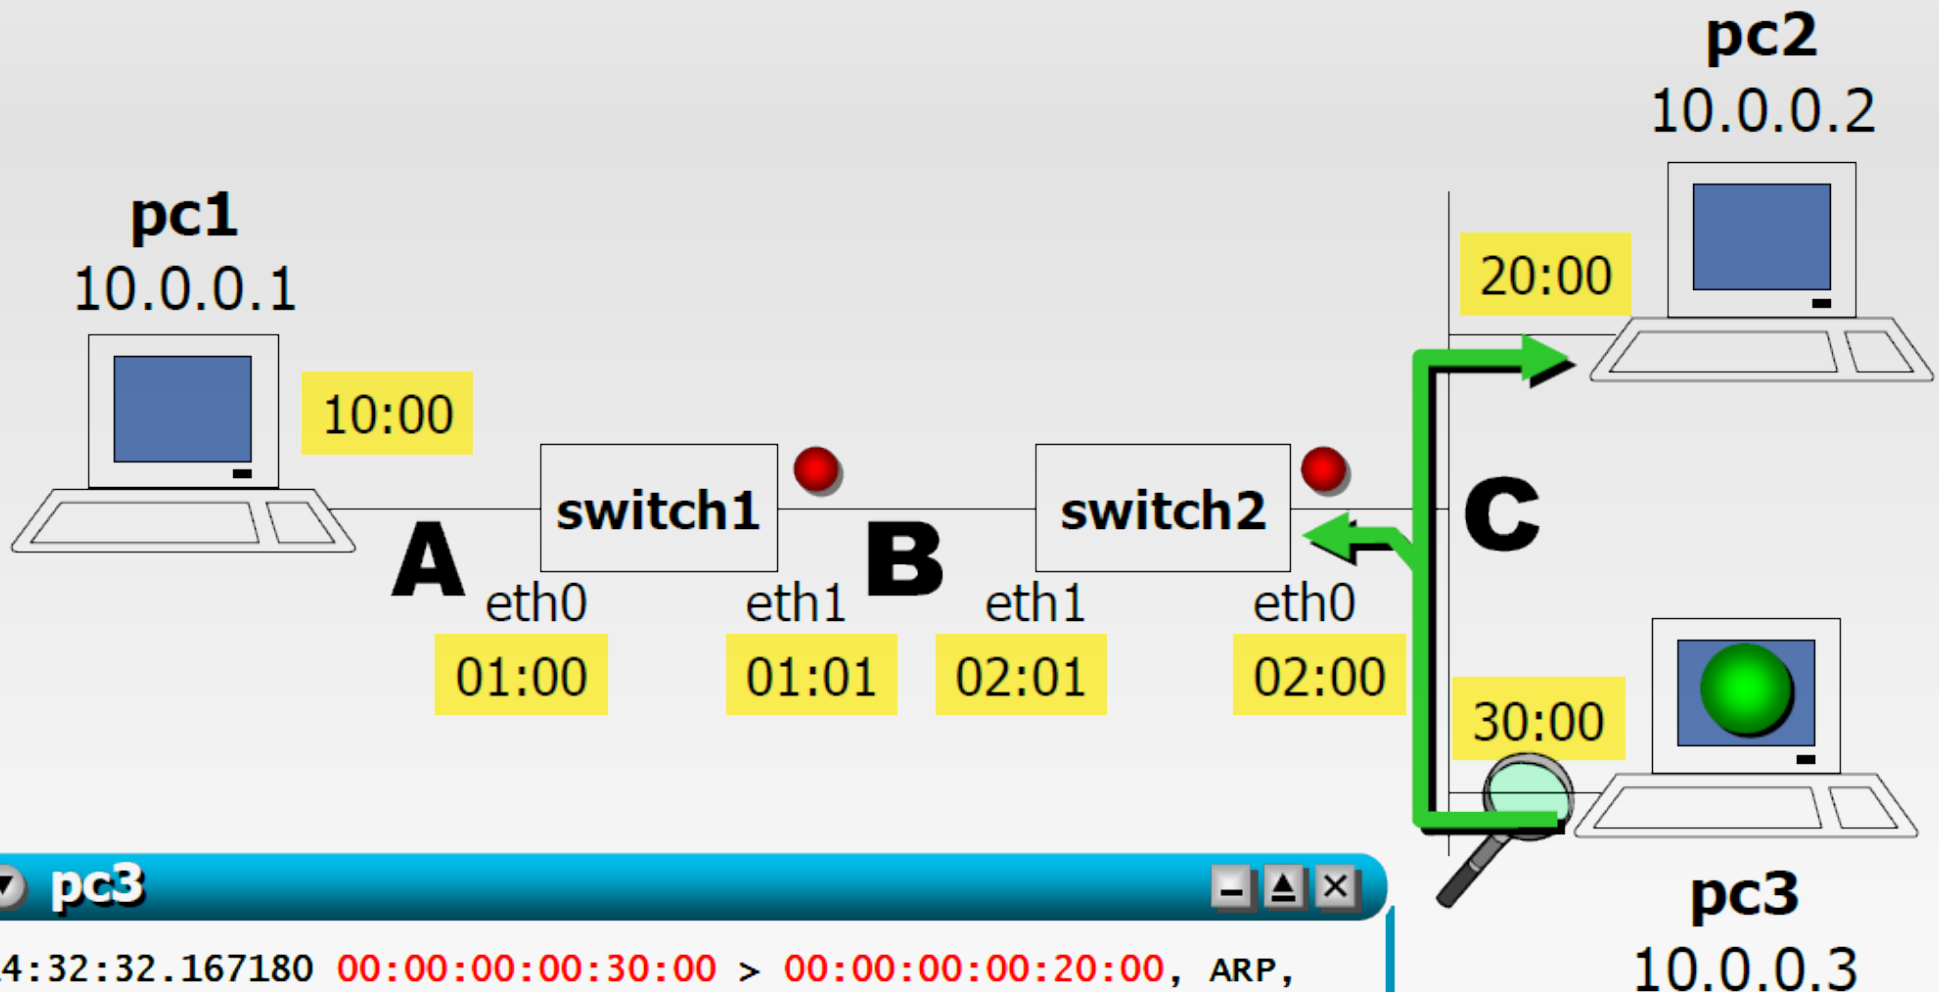 pc2
10.0.0.2
pc1
10.0.0.1
20:00
10:00
switch1
switch2
A
B
C
eth0
eth1
eth1
eth0
01:00
01:01
02:01
02:00
30:00
pc3
pc3
10.0.0.3
4:32:32.167180 00:00:00:00:30:00 > 00:00:00:00:20:00, ARP,